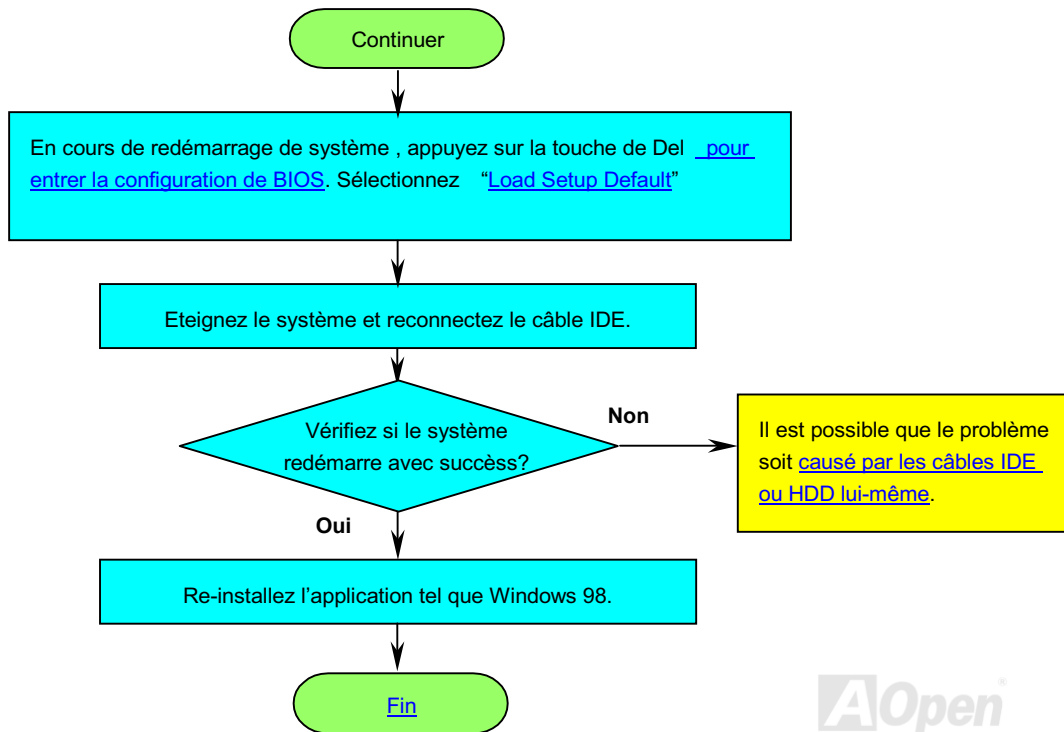 Continuer
En cours de redémarrage de système , appuyez sur la touche de Del pour
entrer la configuration de BIOS. Sélectionnez “Load Setup Default”
Eteignez le système et reconnectez le câble IDE.
Vérifiez si le système
redémarre avec succèss?
Non
Il est possible que le problème
soit causé par les câbles IDE
ou HDD lui-même.
Oui
Re-installez l’application tel que Windows 98.
Fin
AOpen®